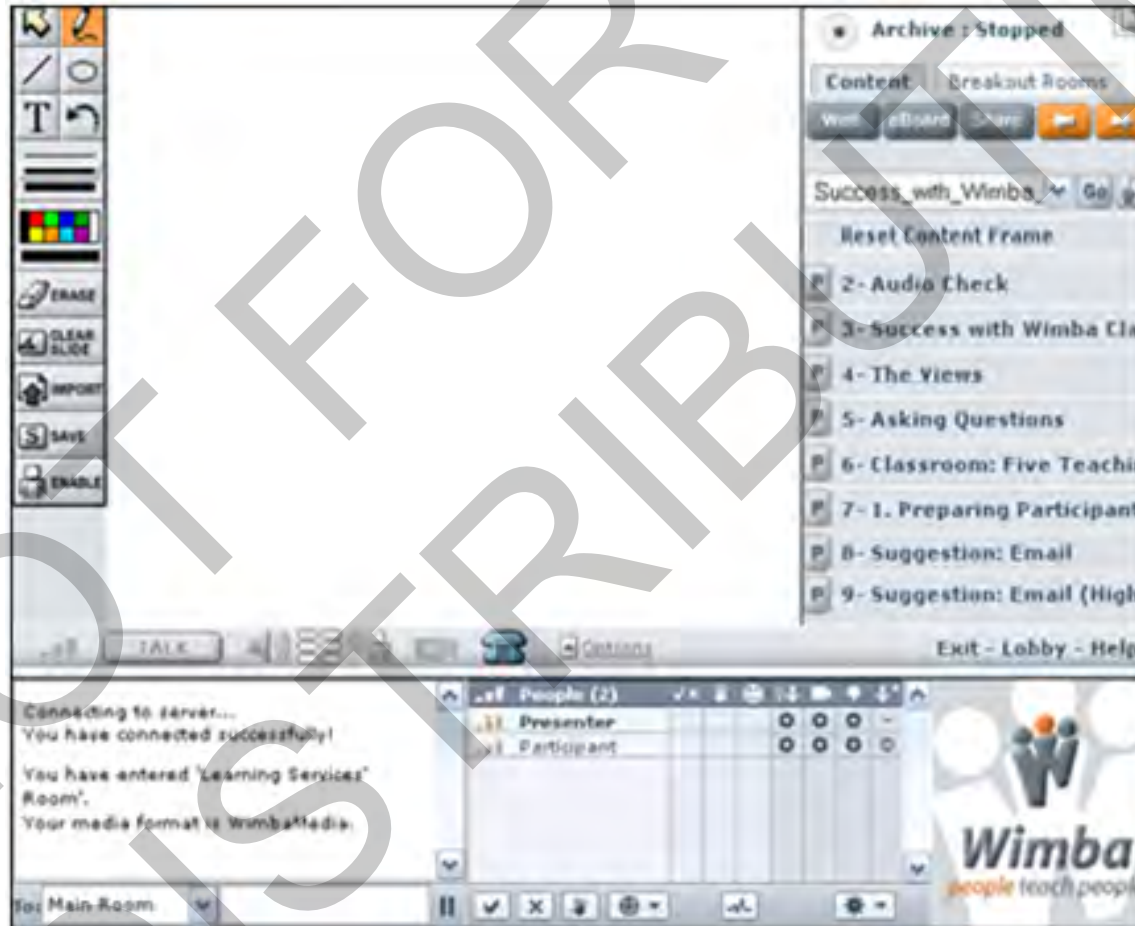 T
ERASE
CLEAR SLIDE
IMPORT
S SAVE
ENABLE
Archive : Stopped
Content Breakout Rooms
eBoard Share
Success_with_Wimba_ Go
Reset Content Frame
P 2- Audio Check
P 3- Success with Wimba Cla
P 4- The Views
P 5- Asking Questions
P 6- Classroom: Five Teachi
P 7- 1. Preparing Participant
P 8- Suggestion: Email
P 9- Suggestion: Email (High
TALK Options Exit - Lobby - Help
Connecting to server...
You have connected successfully!
You have entered 'Learning Services' Room'.
Your media format is WimbaMedia.
To: Main Room
People (2)
Presenter
Participant
Wimba
people teach people
NOT FOR
DISTRIBUTI